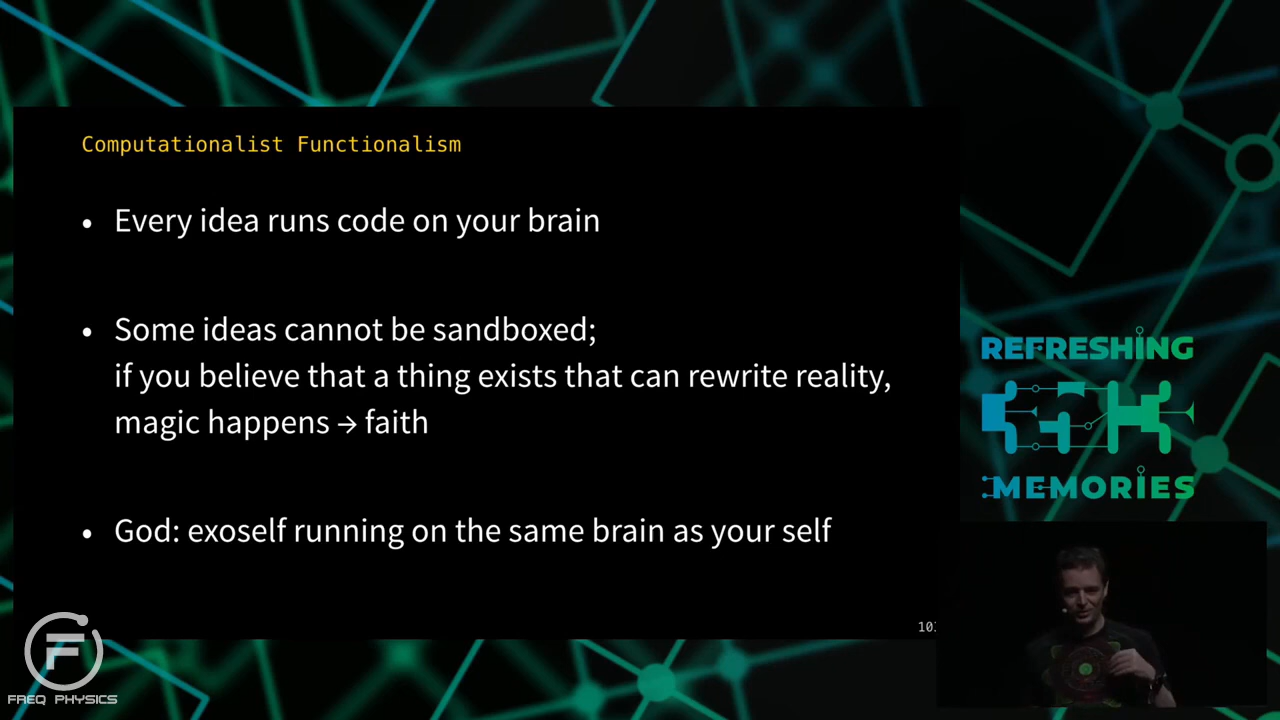 Computationalist Functionalism
• Every idea runs code on your brain
• Some ideas cannot be sandboxed;
if you believe that a thing exists that can rewrite reality,
magic happens → faith
• God: exoself running on the same brain as your self
REFRESHING
MEMORIES
FREQ PHYSICS